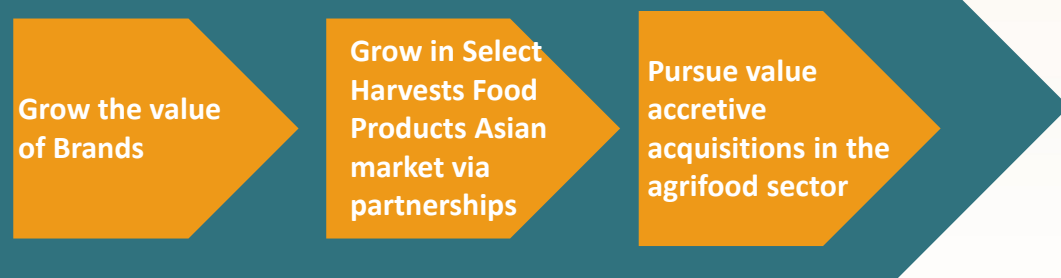 Grow the value
of Brands
Grow in Select
Harvests Food
Products Asian
market via
partnerships
Pursue value
accretive
acquisitions in the
agrifood sector